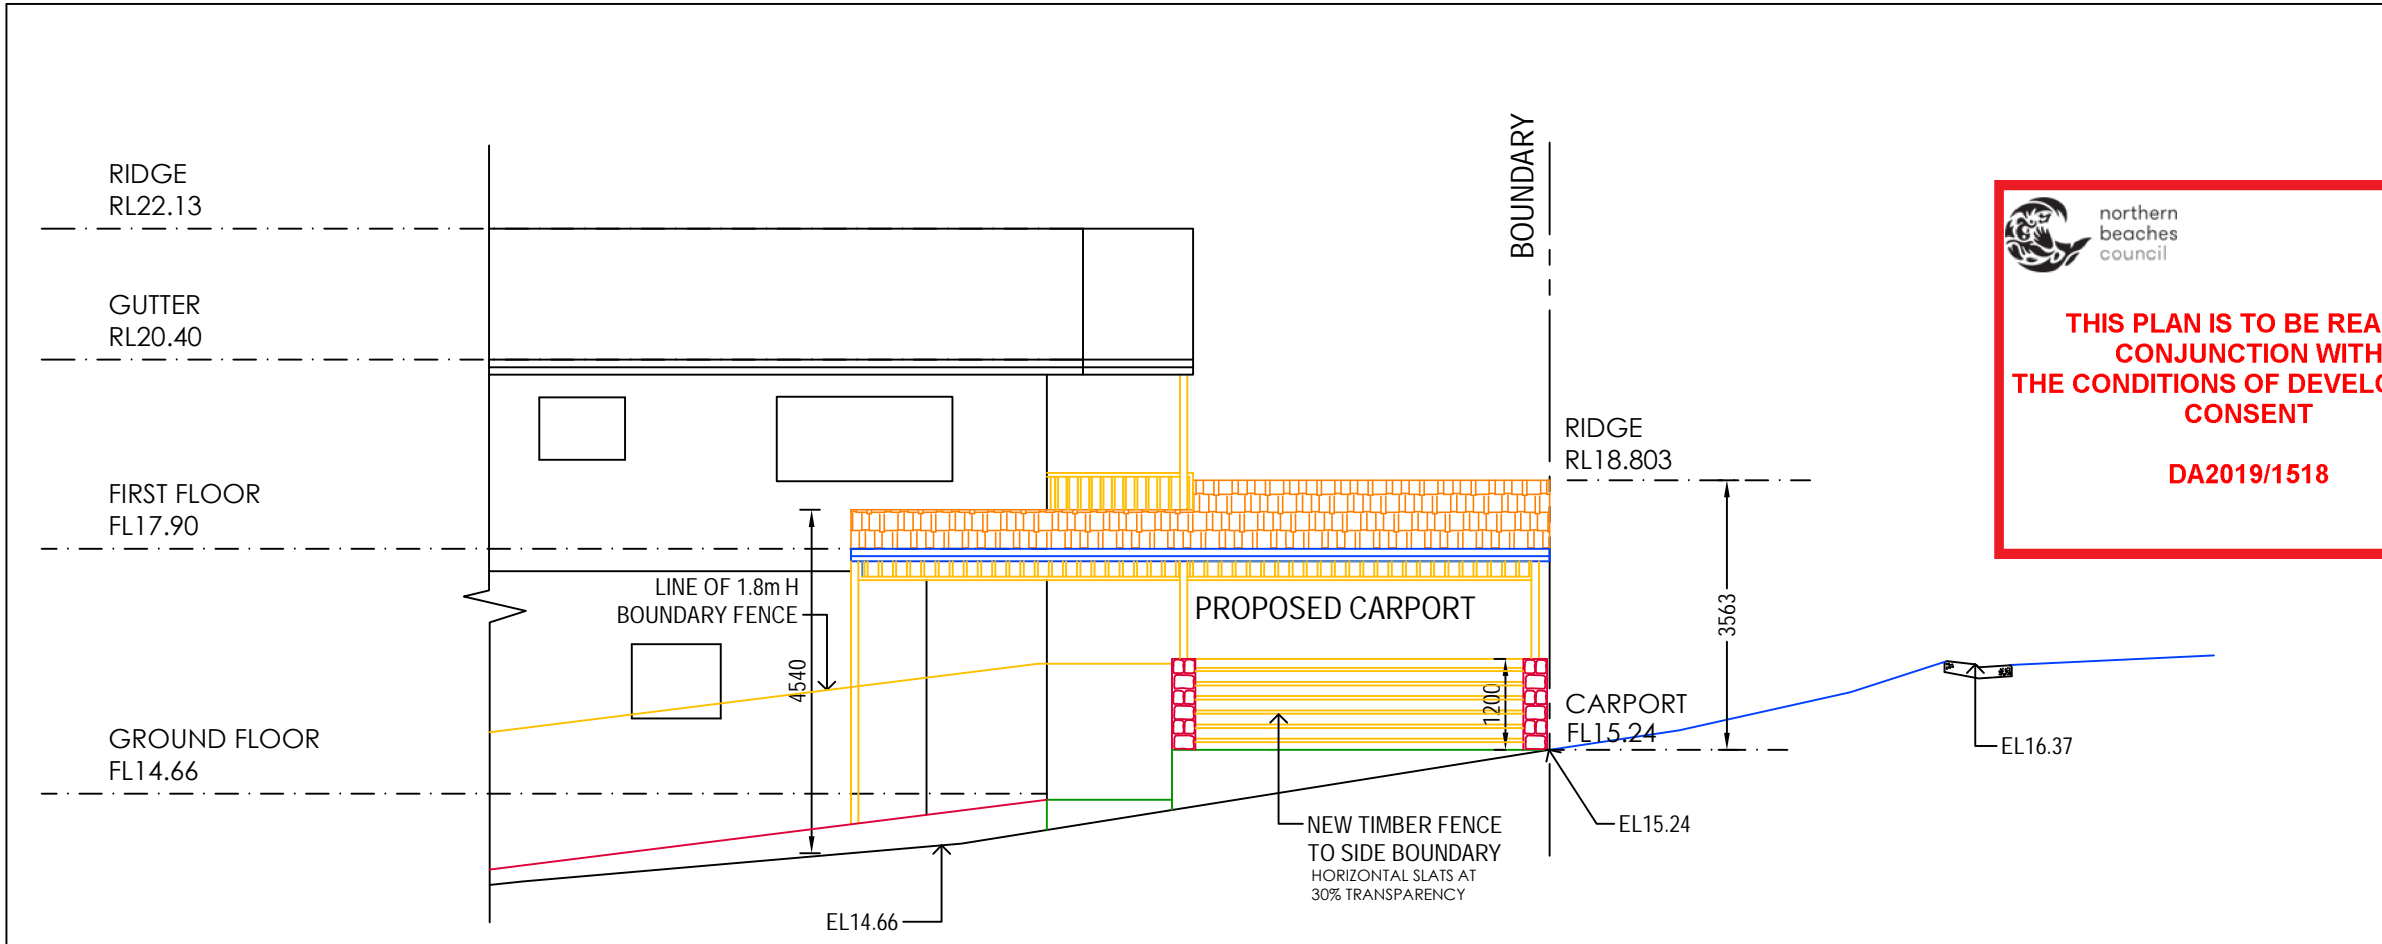 RIDGE
RL22.13
GUTTER
RL20.40
FIRST FLOOR
FL17.90
GROUND FLOOR
FL14.66
LINE OF 1.8m H
BOUNDARY FENCE
4540
EL14.66
PROPOSED CARPORT
1200
NEW TIMBER FENCE
TO SIDE BOUNDARY
HORIZONTAL SLATS AT
30% TRANSPARENCY
BOUNDARY
RIDGE
RL18.803
3563
CARPORT
FL15.24
EL15.24
EL16.37
northern
beaches
council
THIS PLAN IS TO BE REA
CONJUNCTION WITH
THE CONDITIONS OF DEVELO
CONSENT
DA2019/1518